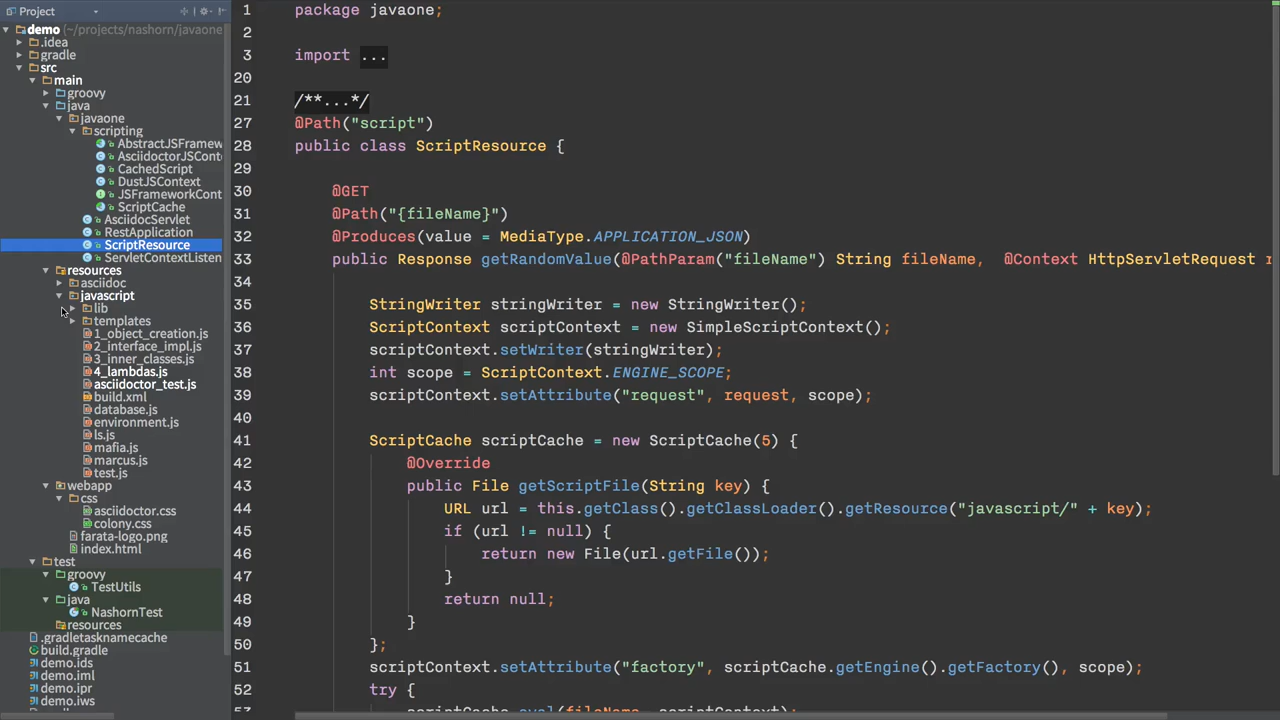 Project
demo (~/projects/nashorn/javaone
.idea
gradle
src
main
groovy
java
javaone
scripting
AbstractJSFramew
AsciidoctorJSCont
CachedScript
DustJSContext
JSFrameworkCont
ScriptCache
AsciidocServlet
RestApplication
ScriptResource
ServletContextListen
resources
asciidoc
javascript
lib
templates
1_object_creation.js
2_interface_impl.js
3_inner_classes.js
4_lambdas.js
asciidoctor_test.js
build.xml
database.js
environment.js
ls.js
mafia.js
marcus.js
test.js
webapp
css
asciidoctor.css
colony.css
farata-logo.png
index.html
test
groovy
TestUtils
java
NashornTest
resources
.gradletasknamecache
build.gradle
demo.ids
demo.iml
demo.ipr
demo.iws
1 package javaone;
2
3 import ...
20
21 /**...*/
27 @Path("script")
28 public class ScriptResource {
29
30 @GET
31 @Path("{fileName}")
32 @Produces(value = MediaType.APPLICATION_JSON)
33 public Response getRandomValue(@PathParam("fileName") String fileName, @Context HttpServletRequest r
34
35 StringWriter stringWriter = new StringWriter();
36 ScriptContext scriptContext = new SimpleScriptContext();
37 scriptContext.setWriter(stringWriter);
38 int scope = ScriptContext.ENGINE_SCOPE;
39 scriptContext.setAttribute("request", request, scope);
40
41 ScriptCache scriptCache = new ScriptCache(5) {
42 @Override
43 public File getScriptFile(String key) {
44 URL url = this.getClass().getClassLoader().getResource("javascript/" + key);
45 if (url != null) {
46 return new File(url.getFile());
47 }
48 return null;
49 }
50 };
51 scriptContext.setAttribute("factory", scriptCache.getEngine().getFactory(), scope);
52 try {
53 scriptCache.eval(fileName, scriptContext);